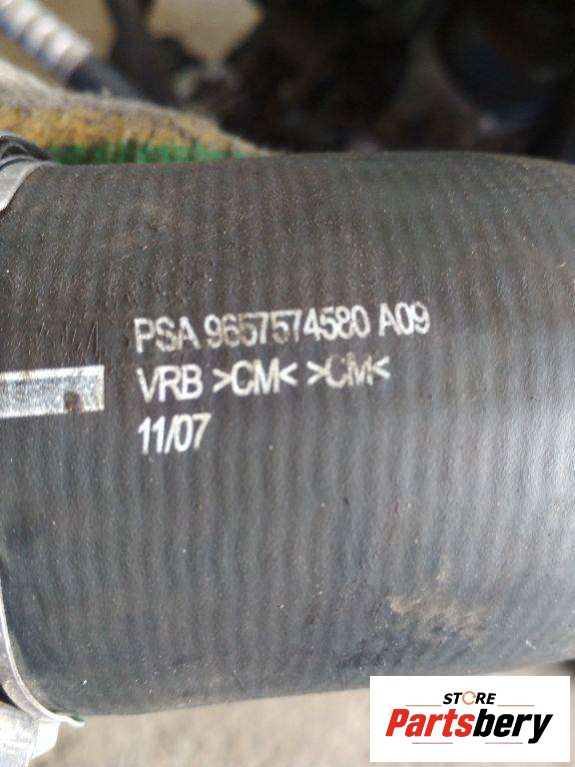 PSA 9657574580 A09
VRB >CM< >CM<
11/07
STORE
Partsbery